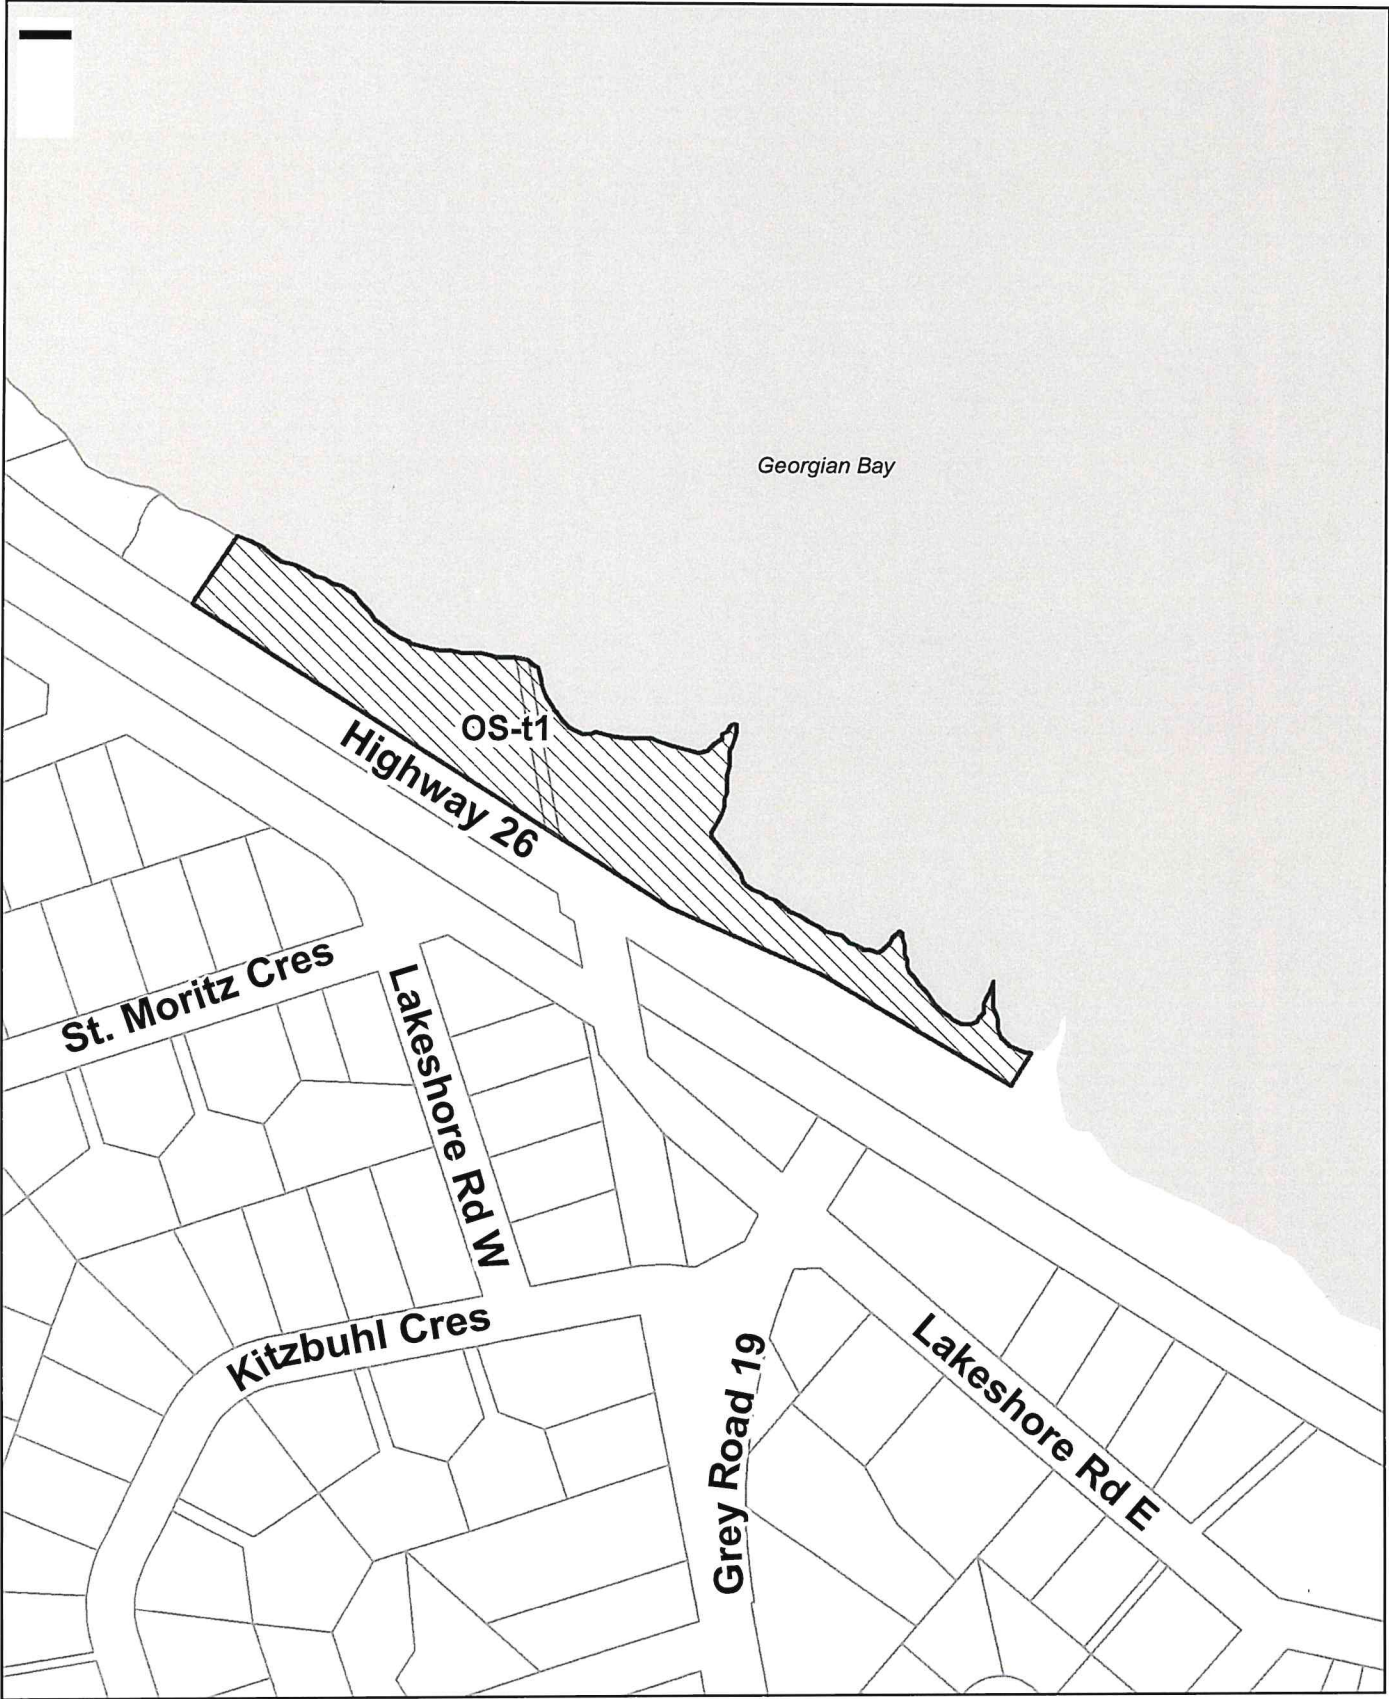 Georgian Bay
OS-t1
Highway 26
St. Moritz Cres
Lakeshore Rd W
Kitzbuhl Cres
Grey Road 19
Lakeshore Rd E